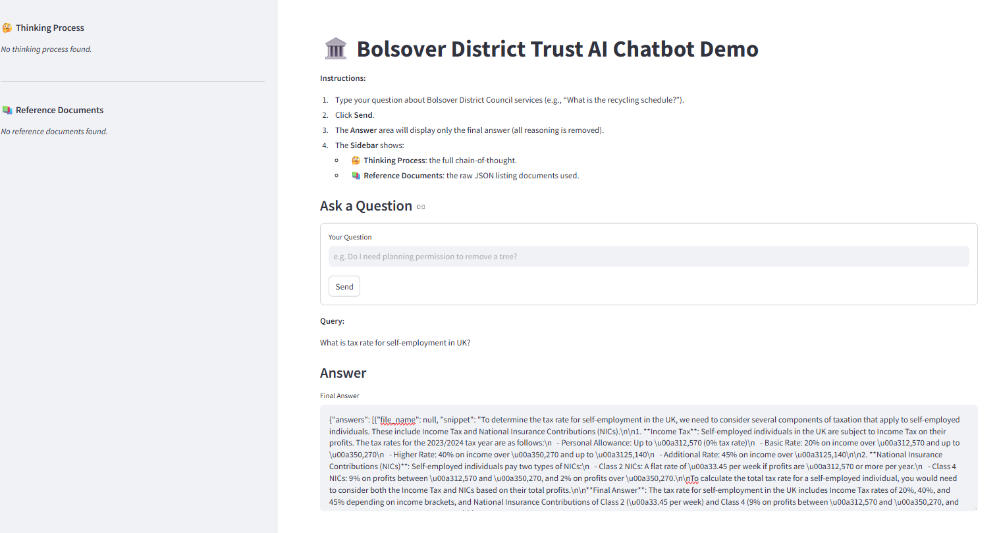 🤔 Thinking Process
No thinking process found.
📚 Reference Documents
No reference documents found.
🏛️ Bolsover District Trust AI Chatbot Demo
Instructions:
1. Type your question about Bolsover District Council services (e.g., “What is the recycling schedule?”).
2. Click Send.
3. The Answer area will display only the final answer (all reasoning is removed).
4. The Sidebar shows:
🤔 Thinking Process: the full chain-of-thought.
📚 Reference Documents: the raw JSON listing documents used.
Ask a Question
Your Question
e.g. Do I need planning permission to remove a tree?
Send
Query:
What is tax rate for self-employment in UK?
Answer
Final Answer
{"answers": [{"file_name": null, "snippet": "To determine the tax rate for self-employment in the UK, we need to consider several components of taxation that apply to self-employed
individuals. These include Income Tax and National Insurance Contributions (NICs).\n\n1. **Income Tax**: Self-employed individuals in the UK are subject to Income Tax on their
profits. The tax rates for the 2023/2024 tax year are as follows:\n   - Personal Allowance: Up to \u00a312,570 (0% tax rate)\n   - Basic Rate: 20% on income over \u00a312,570 and up to
\u00a350,270\n   - Higher Rate: 40% on income over \u00a350,270 and up to \u00a3125,140\n   - Additional Rate: 45% on income over \u00a3125,140\n\n2. **National Insurance
Contributions (NICs)**: Self-employed individuals pay two types of NICs:\n   - Class 2 NICs: A flat rate of \u00a33.45 per week if profits are \u00a312,570 or more per year.\n   - Class 4
NICs: 9% on profits between \u00a312,570 and \u00a350,270, and 2% on profits over \u00a350,270.\n\nTo calculate the total tax rate for a self-employed individual, you would need
to consider both the Income Tax and NICs based on their total profits.\n\n**Final Answer**: The tax rate for self-employment in the UK includes Income Tax rates of 20%, 40%, and
45% depending on income brackets, and National Insurance Contributions of Class 2 (\u00a33.45 per week) and Class 4 (9% on profits between \u00a312,570 and \u00a350,270, and